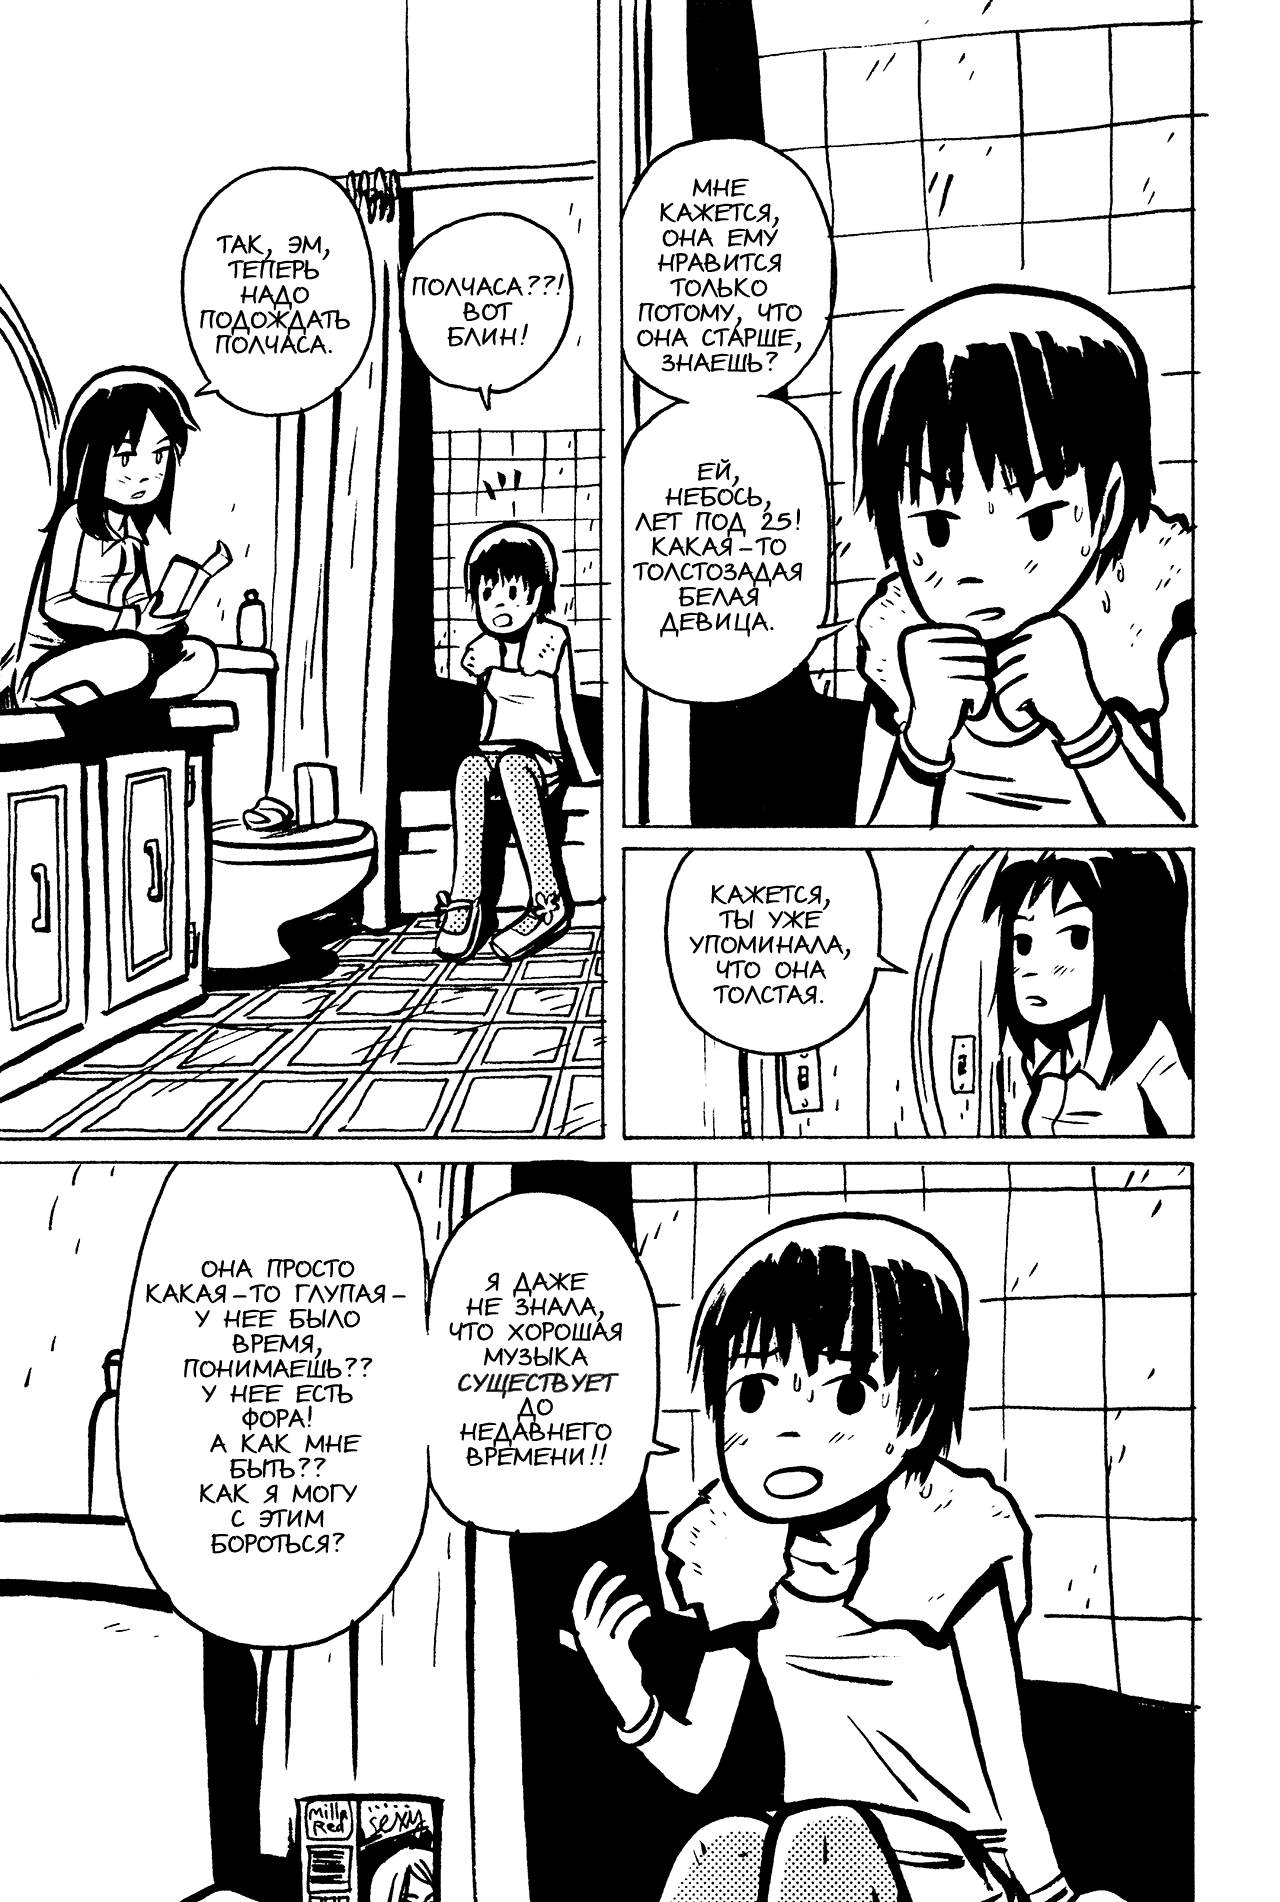 ТАК, ЭМ,
ТЕПЕРЬ
НАДО
ПОДОЖДАТЬ
ПОЛЧАСА.
ПОЛЧАСА??!
ВОТ
БЛИН!
МНЕ
КАЖЕТСЯ,
ОНА ЕМУ
НРАВИТСЯ
ТОЛЬКО
ПОТОМУ, ЧТО
ОНА СТАРШЕ,
ЗНАЕШЬ?
ЕЙ,
НЕБОСЬ,
ЛЕТ ПОД 25!
КАКАЯ-ТО
ТОЛСТОЗАДАЯ
БЕЛАЯ
ДЕВИЦА.
КАЖЕТСЯ,
ТЫ УЖЕ
УПОМИНАЛА,
ЧТО ОНА
ТОЛСТАЯ.
ОНА ПРОСТО
КАКАЯ-ТО ГЛУПАЯ-
У НЕЕ БЫЛО
ВРЕМЯ,
ПОНИМАЕШЬ??
У НЕЕ ЕСТЬ
ФОРА!
А КАК МНЕ
БЫТЬ??
КАК Я МОГУ
С ЭТИМ
БОРОТЬСЯ?
Я ДАЖЕ
НЕ ЗНАЛА,
ЧТО ХОРОШАЯ
МУЗЫКА
СУЩЕСТВУЕТ
ДО
НЕДАВНЕГО
ВРЕМЕНИ!!
Milla
Red
sexy